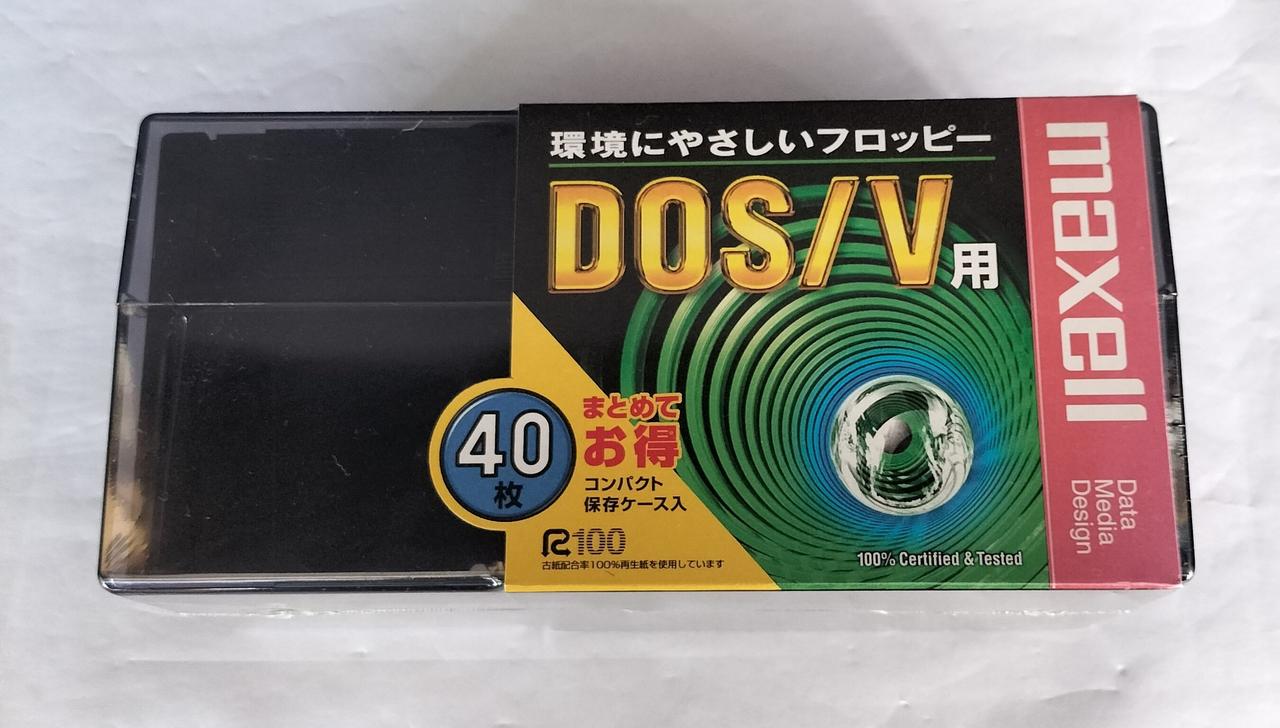 環境にやさしいフロッピー
DOS/V用
maxell
Data
Media
Design
40
枚
まとめて
お得
コンパクト
保存ケース入
R100
古紙配合率100%再生紙を使用しています
100% Certified & Tested